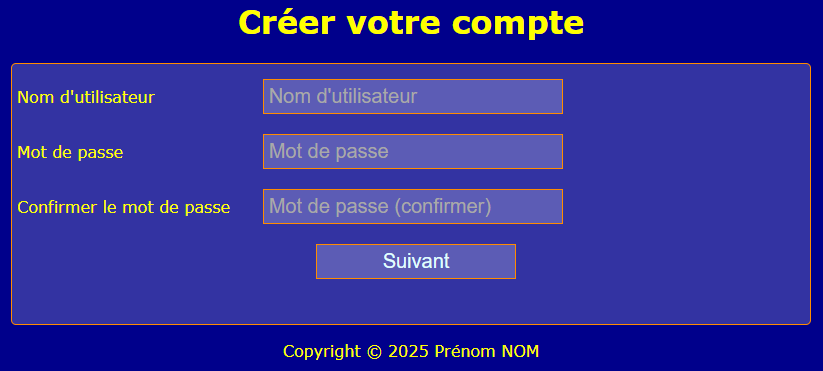 Créer votre compte
Nom d'utilisateur Nom d'utilisateur
Mot de passe Mot de passe
Confirmer le mot de passe Mot de passe (confirmer)
Suivant
Copyright © 2025 Prénom NOM